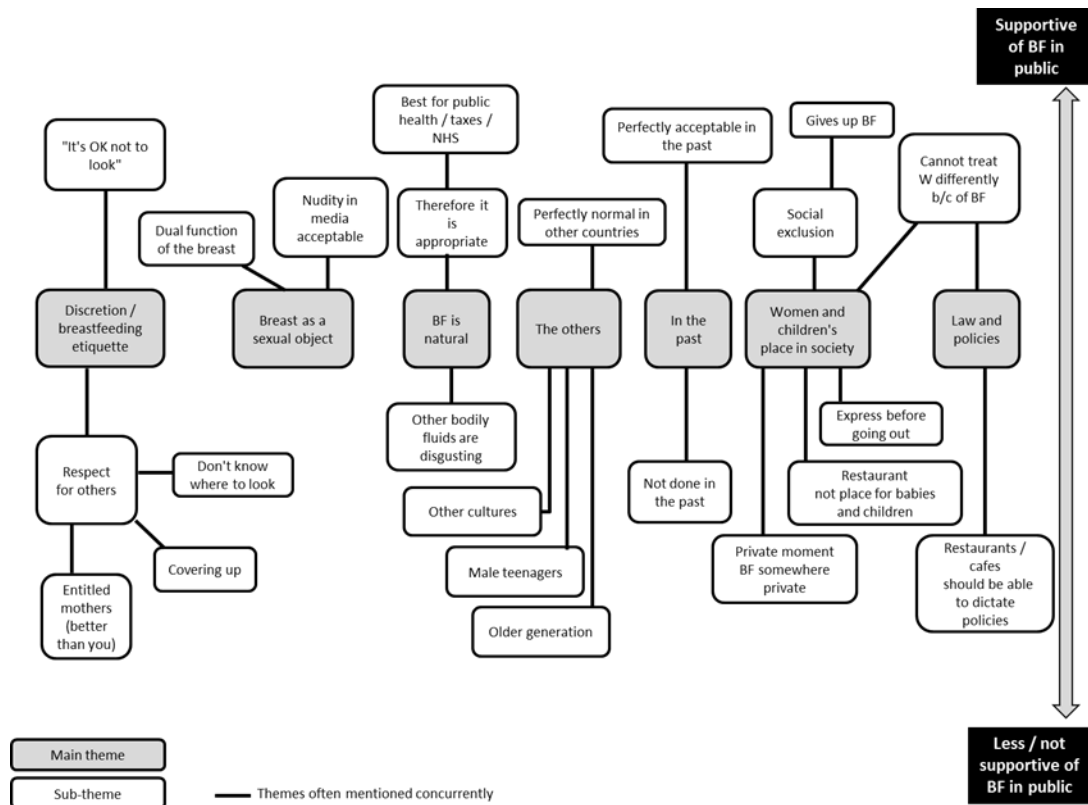 Supportive
of BF in
public
Best for public
health / taxes /
NHS
Perfectly acceptable in
the past
Gives up BF
"It's OK not to
look"
Cannot treat
W differently
b/c of BF
Nudity in
media
acceptable
Therefore it
is
appropriate
Perfectly normal in
other countries
Social
exclusion
Dual function
of the breast
Discretion /
breastfeeding
etiquette
Breast as a
sexual object
BF is
natural
The others
In the
past
Women and
children's
place in society
Law and
policies
Other bodily
fluids are
disgusting
Express before
going out
Respect
for others
Don't know
where to look
Not done in
the past
Restaurant
not place for babies
and children
Other cultures
Covering up
Male teenagers
Private moment
BF somewhere
private
Restaurants /
cafes
should be able
to dictate
policies
Entitled
mothers
(better
than you)
Older generation
Less / not
supportive of
BF in public
Main theme
Sub-theme
Themes often mentioned concurrently